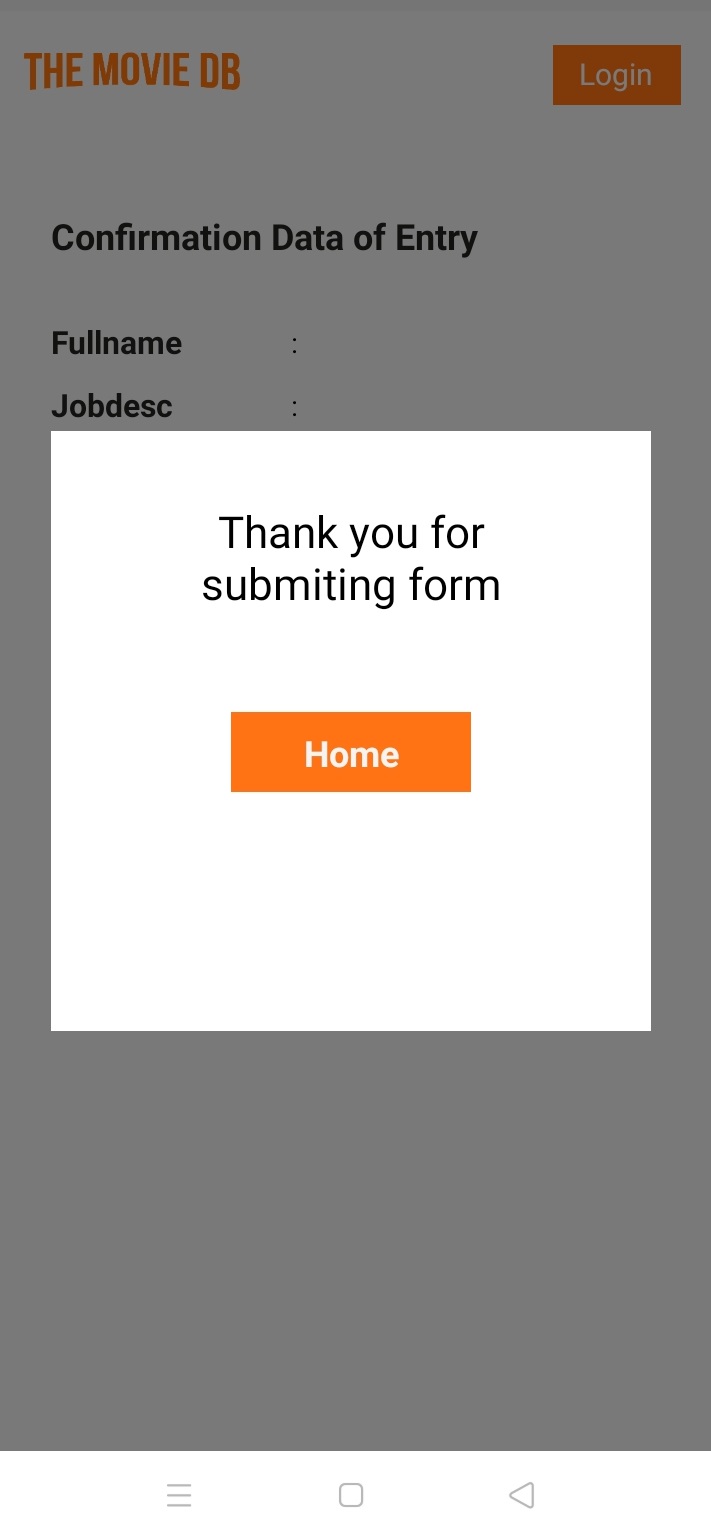 THE MOVIE DB
Login
Confirmation Data of Entry
Fullname :
Jobdesc :
Thank you for
submiting form
Home